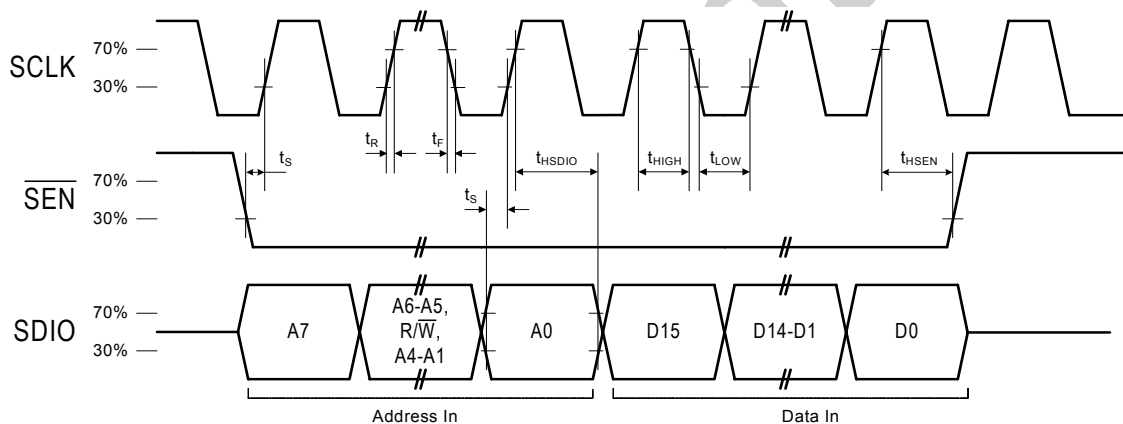 SCLK
70%
30%
tR
tF
tS
tHSDIO
tHIGH
tLOW
tHSEN
SEN
70%
30%
tS
SDIO
70%
30%
A7
A6-A5,
R/W,
A4-A1
A0
D15
D14-D1
D0
Address In
Data In